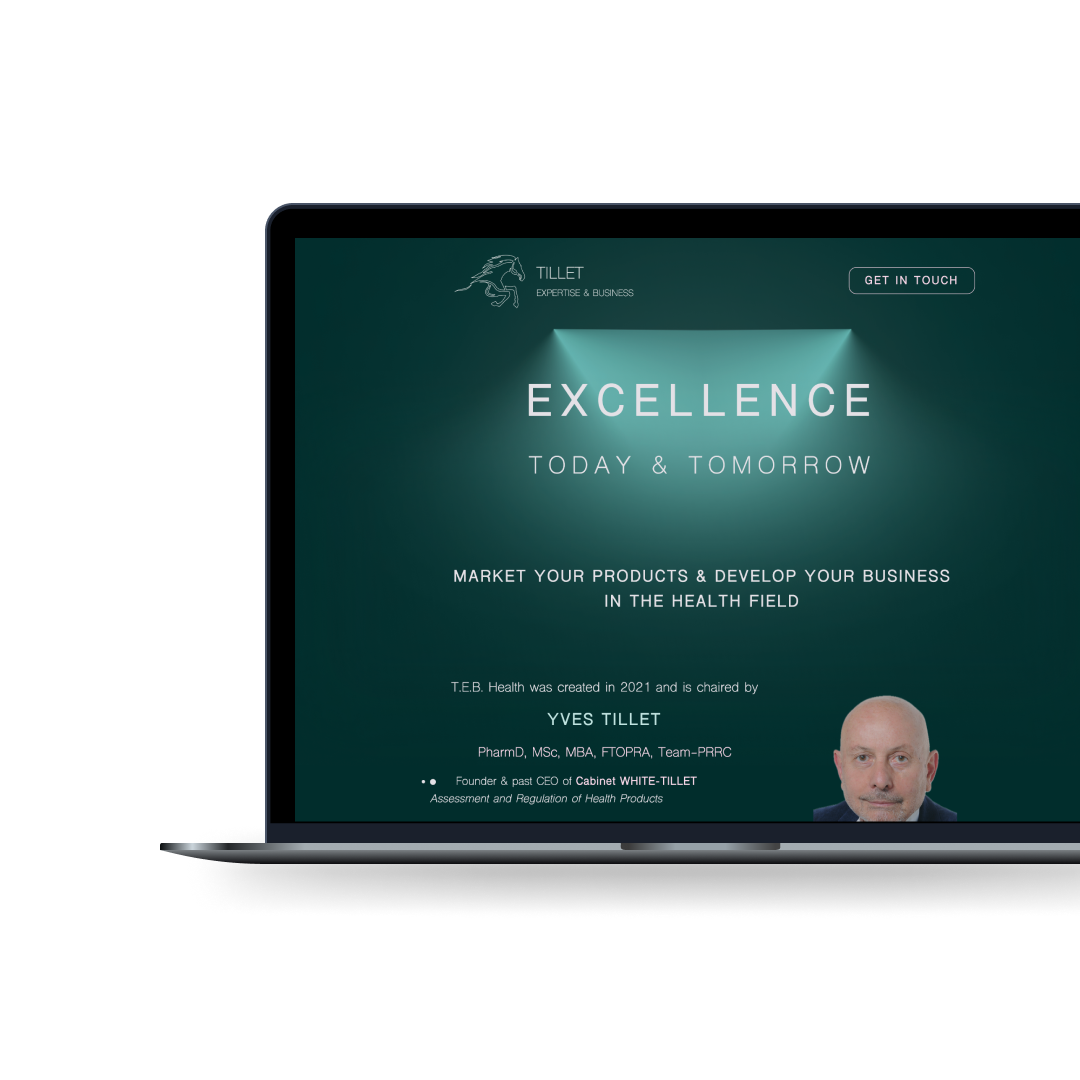 TILLET
EXPERTISE & BUSINESS
GET IN TOUCH
EXCELLENCE
TODAY & TOMORROW
MARKET YOUR PRODUCTS & DEVELOP YOUR BUSINESS
IN THE HEALTH FIELD
T.E.B. Health was created in 2021 and is chaired by
YVES TILLET
PharmD, MSc, MBA, FTOPRA, Team-PRRC
• ● Founder & past CEO of Cabinet WHITE-TILLET
Assessment and Regulation of Health Products